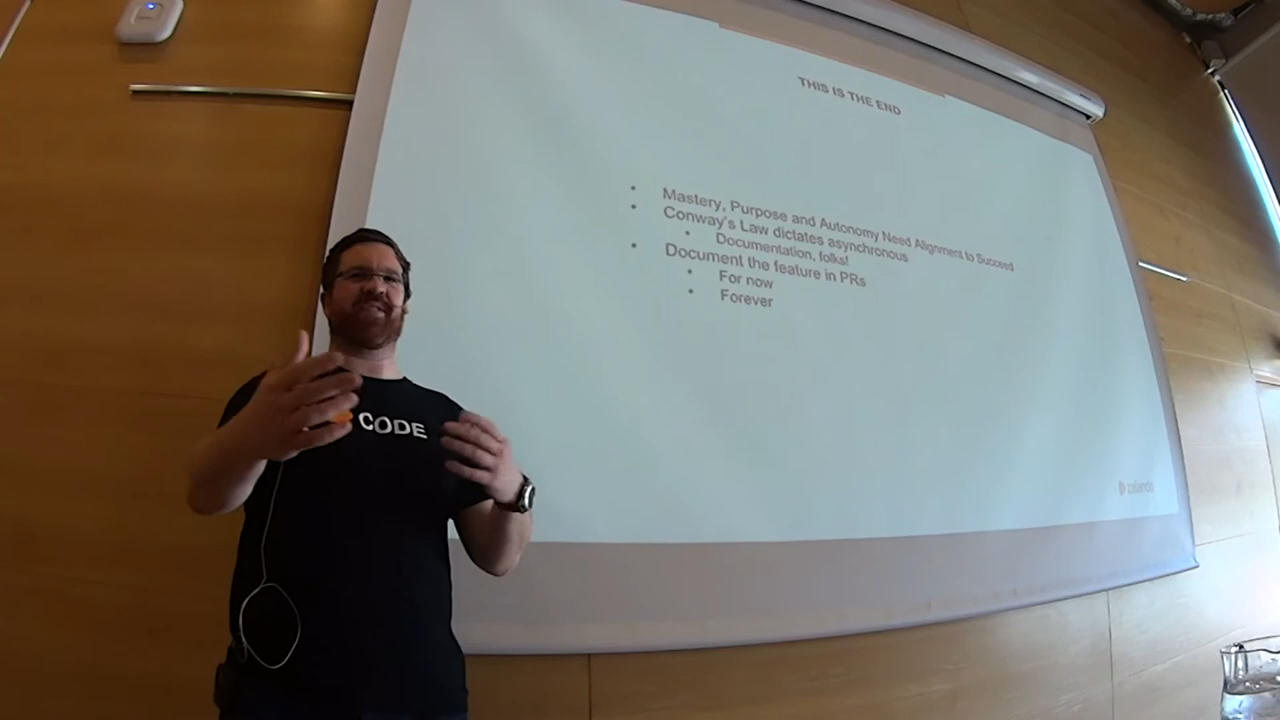 THIS IS THE END
Mastery, Purpose and Autonomy Need Alignment to Succeed
Conway's Law dictates asynchronous
Documentation, folks!
Document the feature in PRs
For now
Forever
CODE
zalando